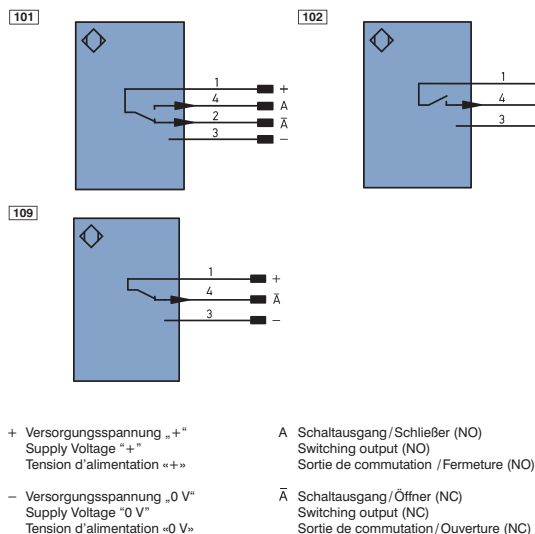 101
1 +
4 A
2 Ā
3 −
102
1
4
3
109
1 +
4 Ā
3 −
+ Versorgungsspannung „+“
Supply Voltage “+”
Tension d’alimentation «+»
− Versorgungsspannung „0 V“
Supply Voltage “0 V”
Tension d’alimentation «0 V»
A Schaltausgang/Schließer (NO)
Switching output (NO)
Sortie de commutation /Fermeture (NO)
Ā Schaltausgang/Öffner (NC)
Switching output (NC)
Sortie de commutation/Ouverture (NC)